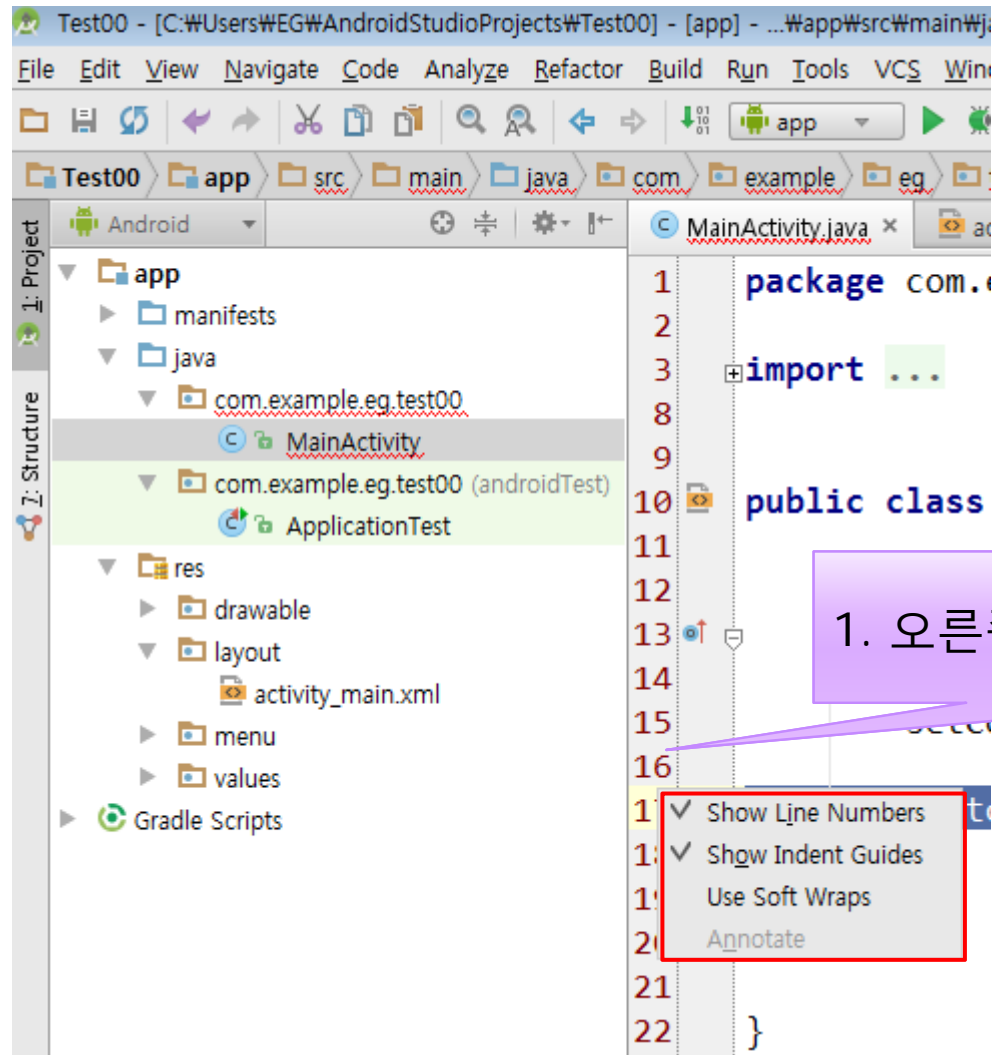 Test00 - [C:₩Users₩EG₩AndroidStudioProjects₩Test00] - [app] - ...₩app₩src₩main₩
File Edit View Navigate Code Analyze Refactor Build Run Tools VCS
app
Test00 app src main java com example eg
1: Project
7: Structure
Android
app
manifests
java
com.example.eg.test00
MainActivity
com.example.eg.test00 (androidTest)
ApplicationTest
res
drawable
layout
activity_main.xml
menu
values
Gradle Scripts
MainActivity.java
1 package com.
2
3 import ...
8
9
10 public class
11
12
13
1. 
14
15
16
Show Line Numbers
Show Indent Guides
Use Soft Wraps
Annotate
21
22 }